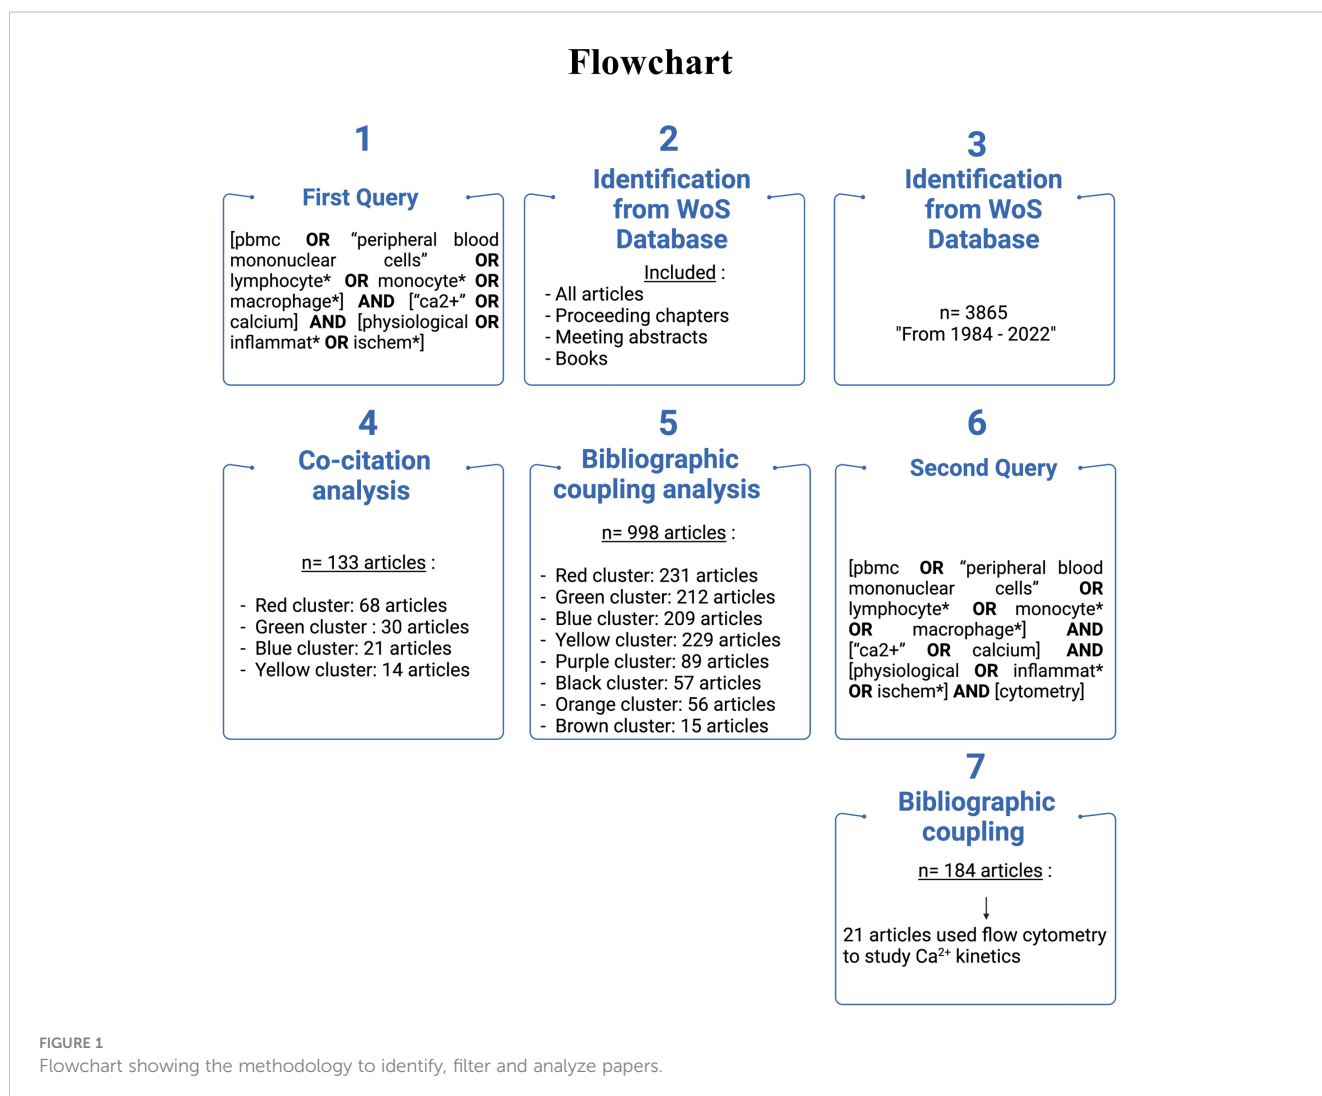 Flowchart
1
First Query
[pbmc OR “peripheral blood
mononuclear cells” OR
lymphocyte* OR monocyte* OR
macrophage*] AND [“ca2+” OR
calcium] AND [physiological OR
inflammat* OR ischem*]
2
Identification
from WoS
Database
Included :
- All articles
- Proceeding chapters
- Meeting abstracts
- Books
3
Identification
from WoS
Database
n= 3865
"From 1984 - 2022"
4
Co-citation
analysis
n= 133 articles :
- Red cluster: 68 articles
- Green cluster : 30 articles
- Blue cluster: 21 articles
- Yellow cluster: 14 articles
5
Bibliographic
coupling analysis
n= 998 articles :
- Red cluster: 231 articles
- Green cluster: 212 articles
- Blue cluster: 209 articles
- Yellow cluster: 229 articles
- Purple cluster: 89 articles
- Black cluster: 57 articles
- Orange cluster: 56 articles
- Brown cluster: 15 articles
6
Second Query
[pbmc OR “peripheral blood
mononuclear cells” OR
lymphocyte* OR monocyte*
OR macrophage*] AND
[“ca2+” OR calcium] AND
[physiological OR inflammat*
OR ischem*] AND [cytometry]
7
Bibliographic
coupling
n= 184 articles :
21 articles used flow cytometry
to study Ca²⁺ kinetics
FIGURE 1
Flowchart showing the methodology to identify, filter and analyze papers.